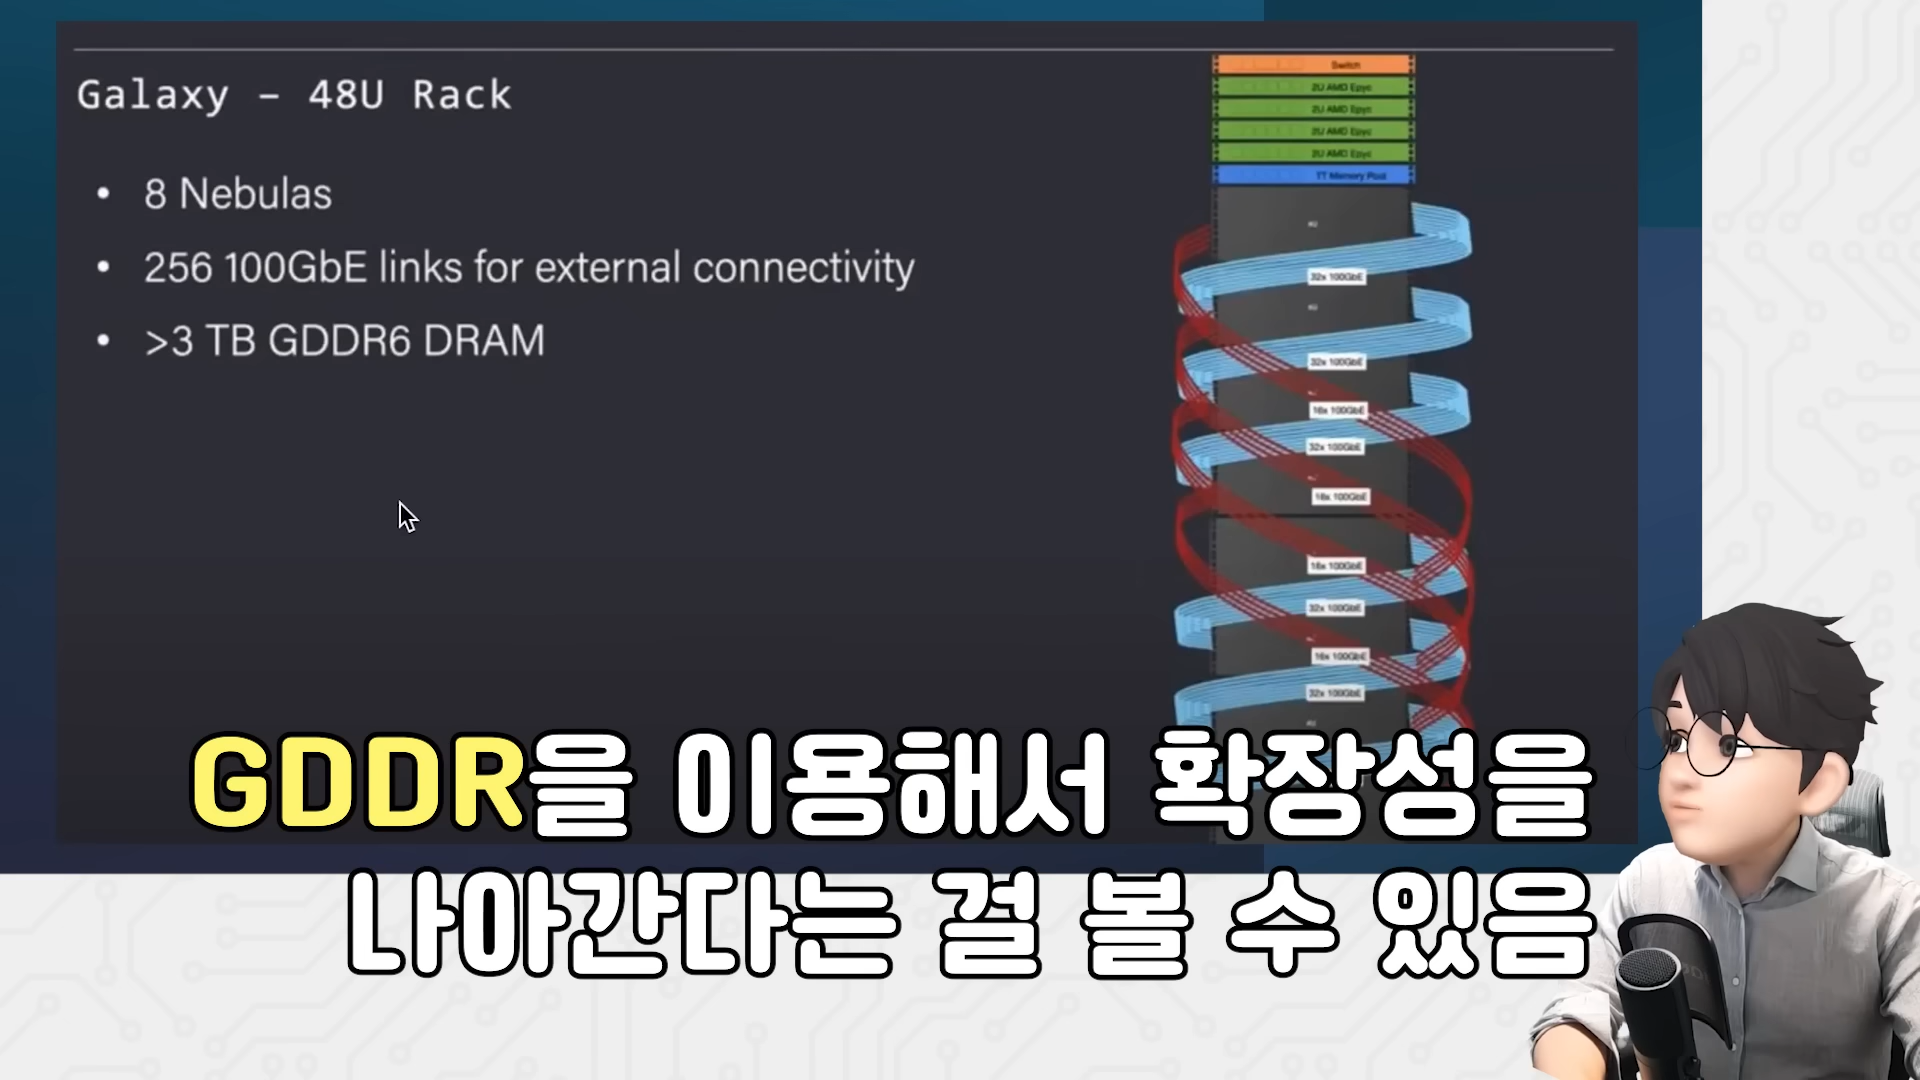 Galaxy – 48U Rack
• 8 Nebulas
• 256 100GbE links for external connectivity
• >3 TB GDDR6 DRAM
Switch
2U AMD Epyc
2U AMD Epyc
2U AMD Epyc
2U AMD Epyc
TT Memory Pool
32x 100GbE
32x 100GbE
16x 100GbE
32x 100GbE
16x 100GbE
16x 100GbE
32x 100GbE
16x 100GbE
32x 100GbE
GDDR을 이용해서 확장성을
나아간다는 걸 볼 수 있음